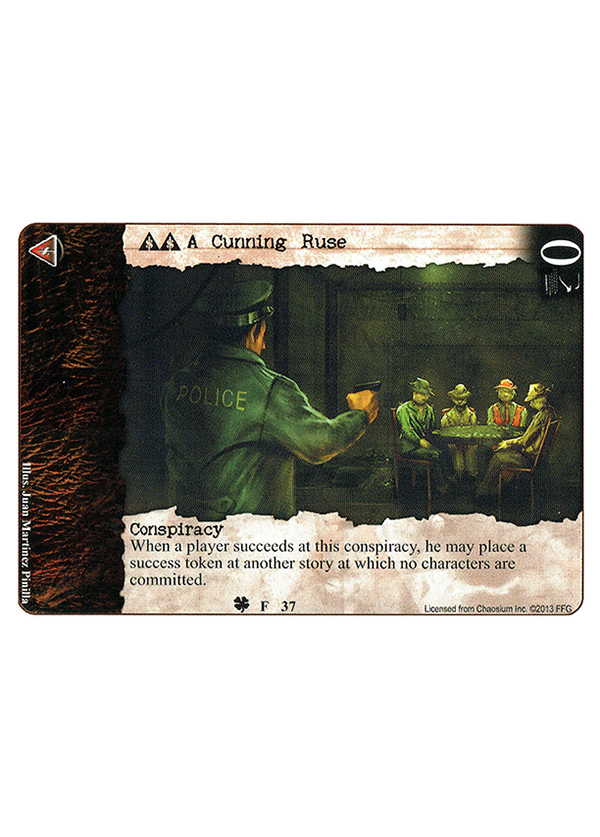 A Cunning Ruse
0
POLICE
Illus. Juan Martinez Pinilla
Conspiracy
When a player succeeds at this conspiracy, he may place a
success token at another story at which no characters are
committed.
F 37
Licensed from Chaosium Inc. ©2013 FFG